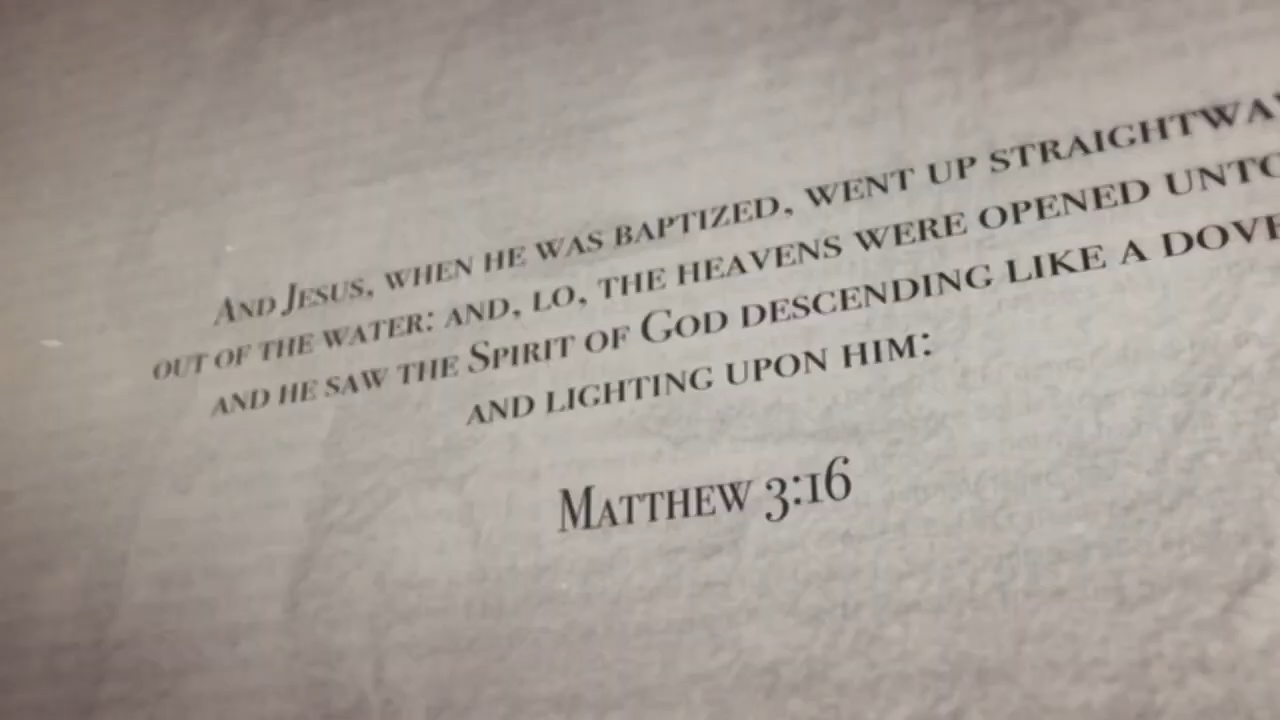 And Jesus, when he was baptized, went up straightwa
out of the water: and, lo, the heavens were opened unto
and he saw the Spirit of God descending like a dove
and lighting upon him:
Matthew 3:16